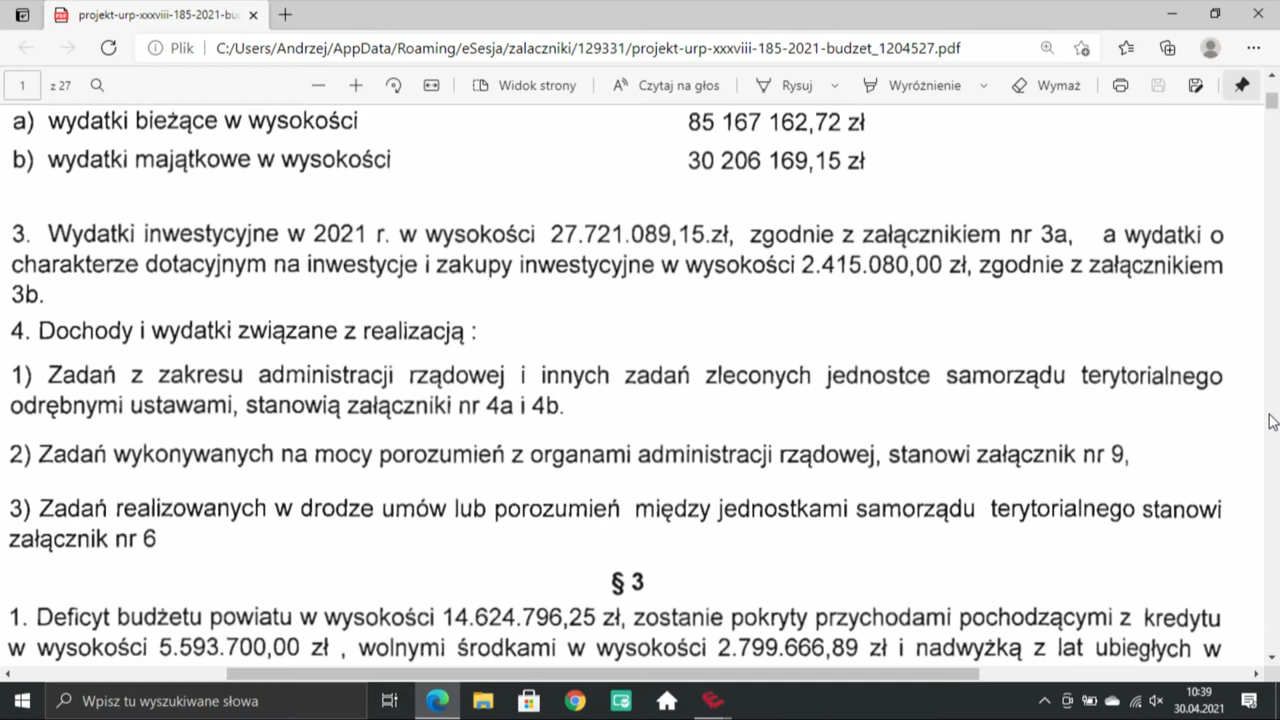 projekt-urp-xxxviii-185-2021-bu
Plik C:/Users/Andrzej/AppData/Roaming/eSesja/zalaczniki/129331/projekt-urp-xxxviii-185-2021-budzet_1204527.pdf
1 z 27 Widok strony Czytaj na głos Rysuj Wyróżnienie Wymaż
a) wydatki bieżące w wysokości 85 167 162,72 zł
b) wydatki majątkowe w wysokości 30 206 169,15 zł
3. Wydatki inwestycyjne w 2021 r. w wysokości 27.721.089,15.zł, zgodnie z załącznikiem nr 3a, a wydatki o
charakterze dotacyjnym na inwestycje i zakupy inwestycyjne w wysokości 2.415.080,00 zł, zgodnie z załącznikiem
3b.
4. Dochody i wydatki związane z realizacją :
1) Zadań z zakresu administracji rządowej i innych zadań zleconych jednostce samorządu terytorialnego
odrębnymi ustawami, stanowią załączniki nr 4a i 4b.
2) Zadań wykonywanych na mocy porozumień z organami administracji rządowej, stanowi załącznik nr 9,
3) Zadań realizowanych w drodze umów lub porozumień między jednostkami samorządu terytorialnego stanowi
załącznik nr 6
§ 3
1. Deficyt budżetu powiatu w wysokości 14.624.796,25 zł, zostanie pokryty przychodami pochodzącymi z kredytu
w wysokości 5.593.700,00 zł , wolnymi środkami w wysokości 2.799.666,89 zł i nadwyżką z lat ubiegłych w
Wpisz tu wyszukiwane słowa
10:39
30.04.2021